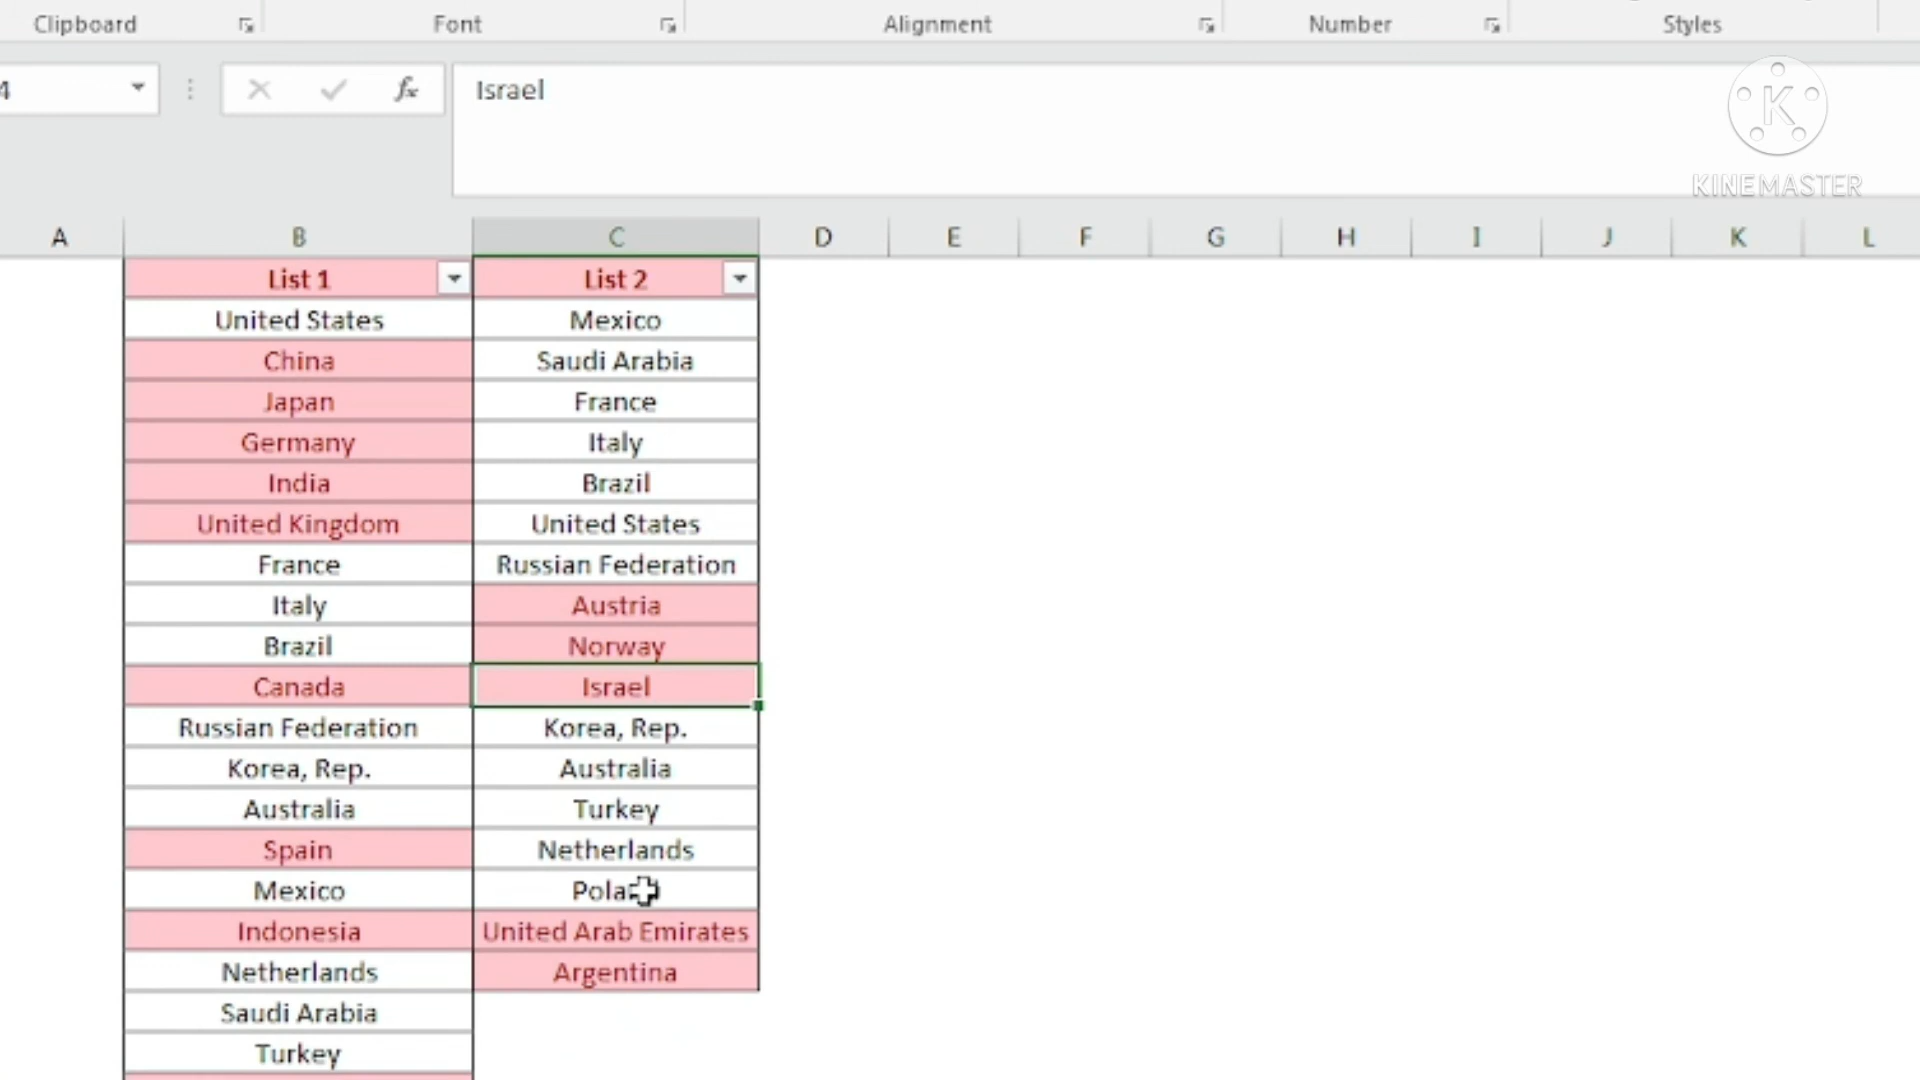 Clipboard Font Alignment Number Styles
4 fx Israel
KINEMASTER
A B C D E F G H I J K L
List 1 List 2
United States Mexico
China Saudi Arabia
Japan France
Germany Italy
India Brazil
United Kingdom United States
France Russian Federation
Italy Austria
Brazil Norway
Canada Israel
Russian Federation Korea, Rep.
Korea, Rep. Australia
Australia Turkey
Spain Netherlands
Mexico
Indonesia United Arab Emirates
Netherlands Argentina
Saudi Arabia
Turkey